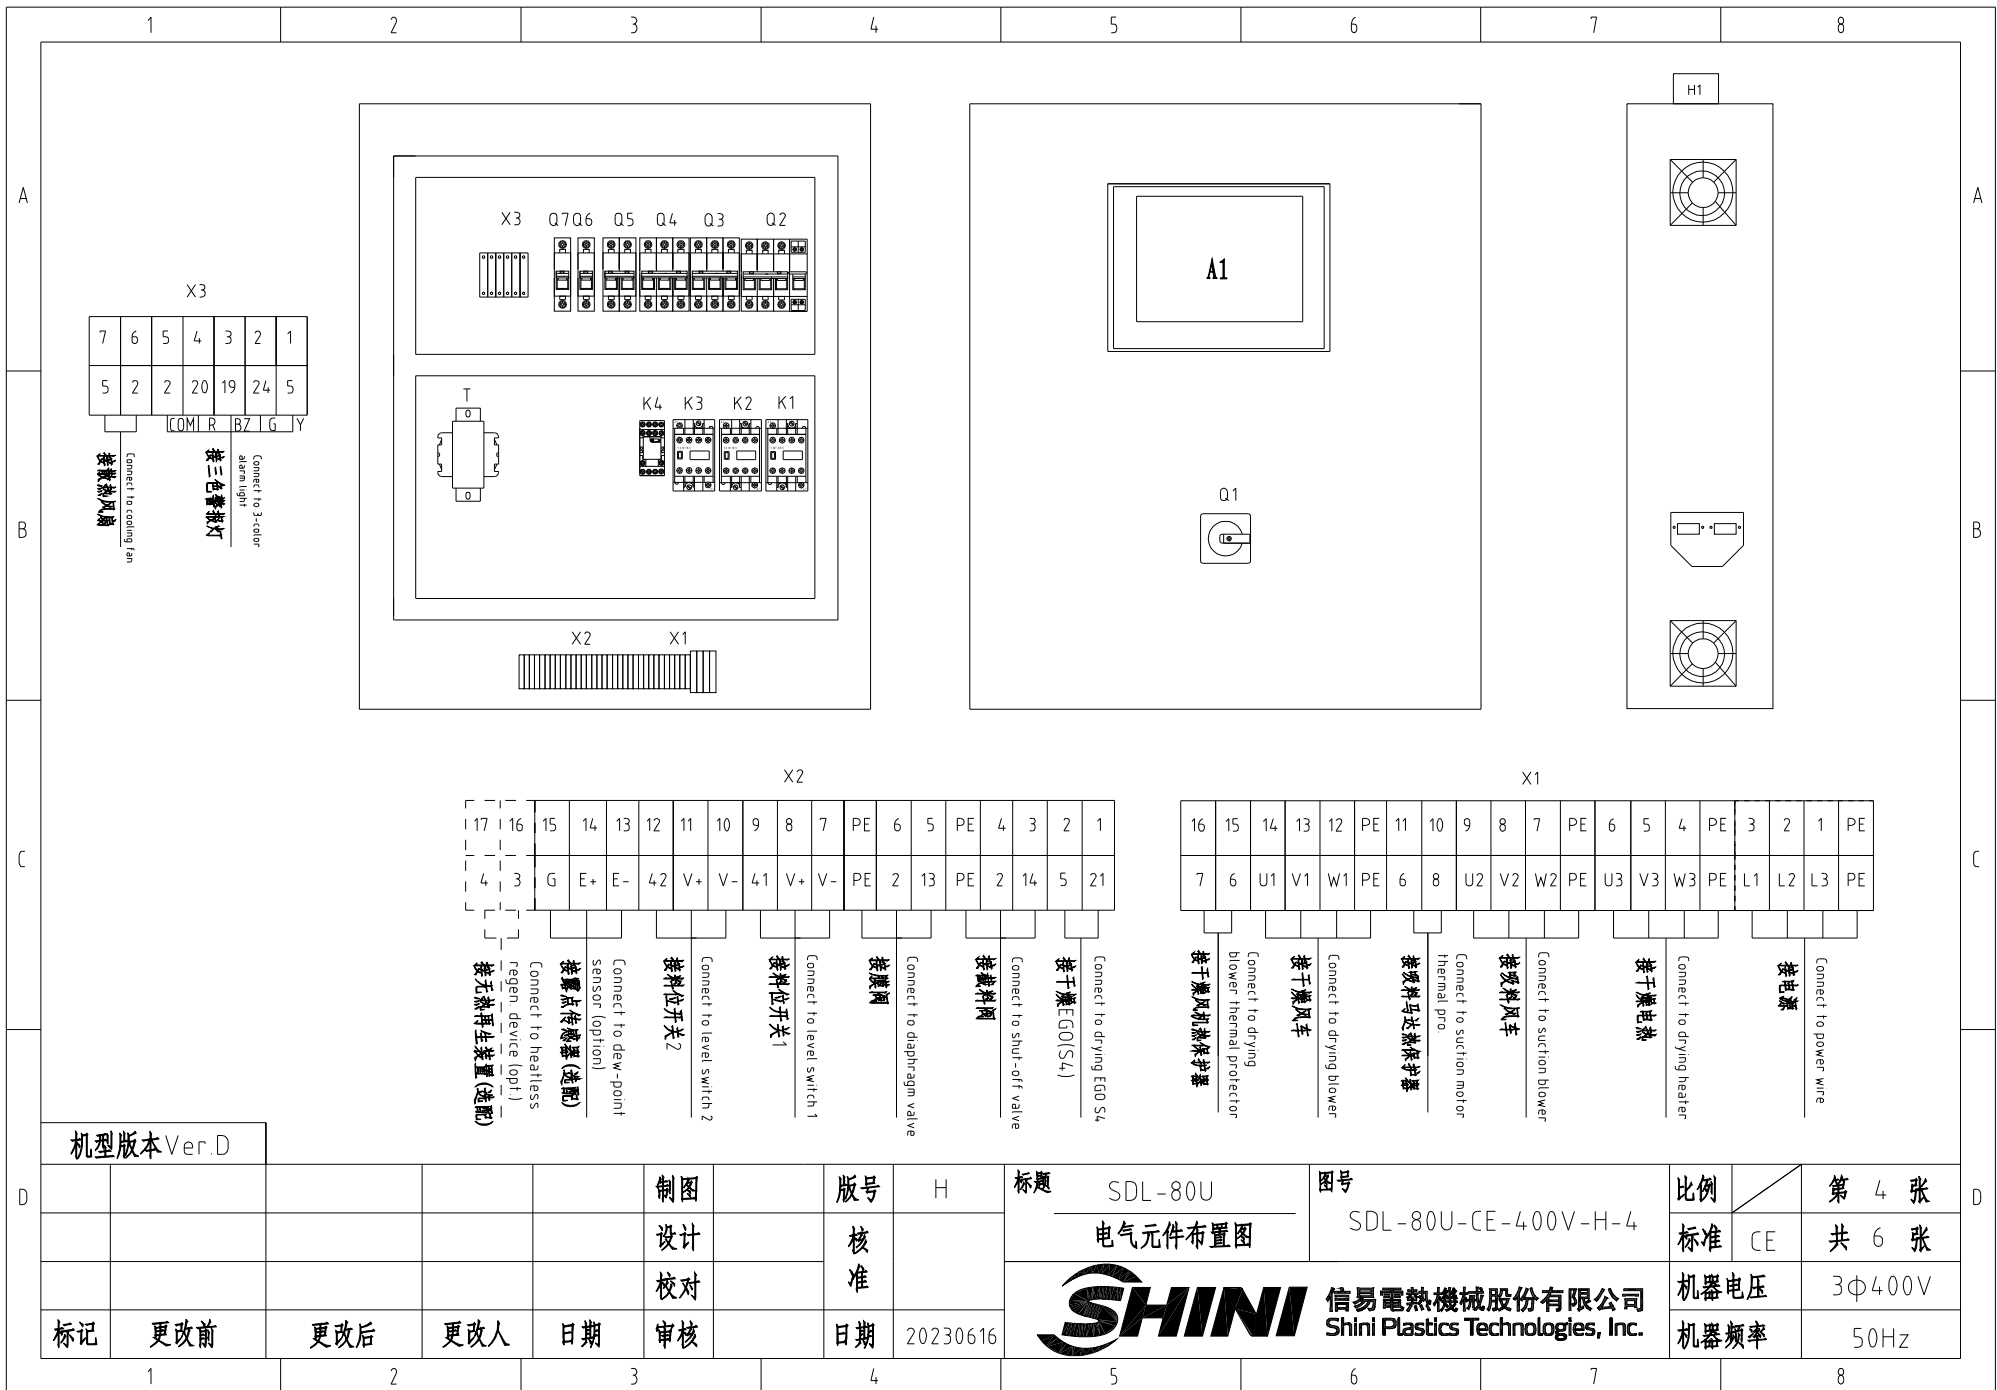 1 2 3 4 5 6 7 8
H1
A A
X3 Q7 Q6 Q5 Q4 Q3 Q2
A1
X3
7 6 5 4 3 2 1
5 2 2 20 19 24 5
COM R BZ G Y
接散热风扇
Connect to cooling fan
接三色警报灯
Connect to 3-color
alarm light
T
K4 K3 K2 K1
Q1
B B
X2 X1
X2
17 16 15 14 13 12 11 10 9 8 7 PE 6 5 PE 4 3 2 1
4 3 G E+ E- 42 V+ V- 41 V+ V- PE 2 13 PE 2 14 5 21
接无热再生装置(选配)
Connect to heatless
regen. device (opt.)
接露点传感器(选配)
Connect to dew-point
sensor (option)
接料位开关2
Connect to level switch 2
接料位开关1
Connect to level switch 1
接膜阀
Connect to diaphragm valve
接截料阀
Connect to shut-off valve
接干燥EGO(S4)
Connect to drying EGO S4
X1
16 15 14 13 12 PE 11 10 9 8 7 PE 6 5 4 PE 3 2 1 PE
7 6 U1 V1 W1 PE 6 8 U2 V2 W2 PE U3 V3 W3 PE L1 L2 L3 PE
接干燥风机热保护器
Connect to drying
blower thermal protector
接干燥风车
Connect to drying blower
接吸料马达热保护器
Connect to suction motor
thermal pro.
接吸料风车
Connect to suction blower
接干燥电热
Connect to drying heater
接电源
Connect to power wire
C C
机型版本Ver.D
D D
制图 版号 H
设计 核准
校对
标记 更改前 更改后 更改人 日期 审核 日期 20230616
标题 SDL-80U
电气元件布置图
图号
SDL-80U-CE-400V-H-4
比例 第 4 张
标准 CE 共 6 张
机器电压 3ф400V
机器频率 50Hz
SHINI
信易電熱機械股份有限公司
Shini Plastics Technologies, Inc.
1 2 3 4 5 6 7 8